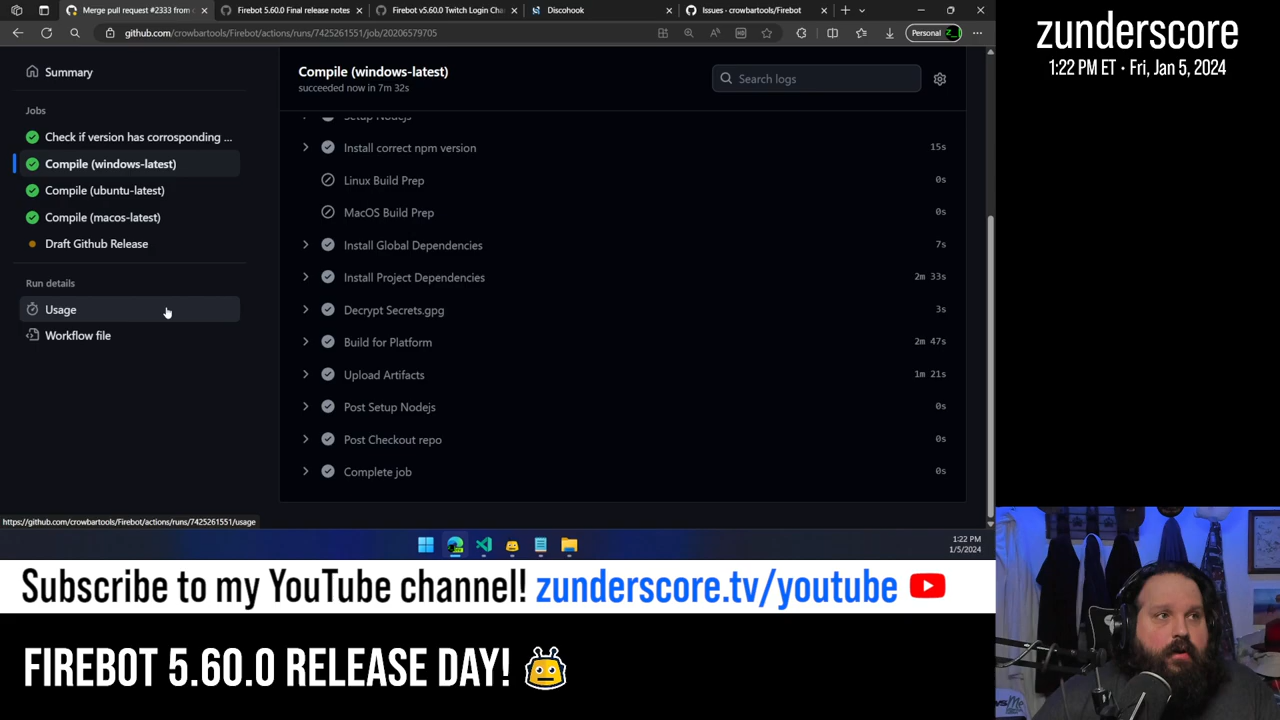 Merge pull request #2333 from c
Firebot 5.60.0 Final release notes
Firebot v5.60.0 Twitch Login Cha
Discohook
Issues · crowbartools/Firebot
github.com/crowbartools/Firebot/actions/runs/7425261551/job/20206579705
Personal
Summary
Jobs
Check if version has corrosponding ...
Compile (windows-latest)
Compile (ubuntu-latest)
Compile (macos-latest)
Draft Github Release
Run details
Usage
Workflow file
Compile (windows-latest)
succeeded now in 7m 32s
Search logs
Setup Nodejs
Install correct npm version 15s
Linux Build Prep 0s
MacOS Build Prep 0s
Install Global Dependencies 7s
Install Project Dependencies 2m 33s
Decrypt Secrets.gpg 3s
Build for Platform 2m 47s
Upload Artifacts 1m 21s
Post Setup Nodejs 0s
Post Checkout repo 0s
Complete job 0s
https://github.com/crowbartools/Firebot/actions/runs/7425261551/usage
1:22 PM
1/5/2024
zunderscore
1:22 PM ET • Fri, Jan 5, 2024
Subscribe to my YouTube channel! zunderscore.tv/youtube
FIREBOT 5.60.0 RELEASE DAY!